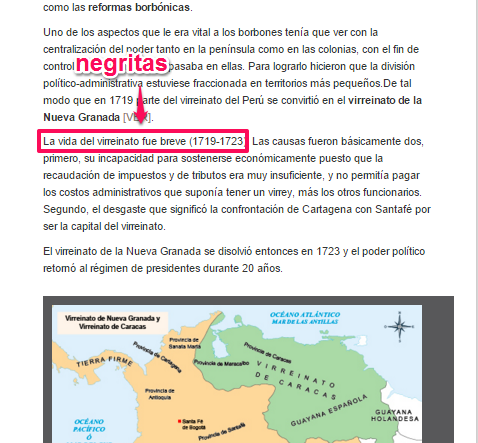 como las reformas borbónicas.
Uno de los aspectos que le era vital a los borbones tenía que ver con la
centralización del poder tanto en la península como en las colonias, con el fin de
control pasaba en ellas. Para lograrlo hicieron que la división
negritas
político-administrativa estuviese fraccionada en territorios más pequeños.De tal
modo que en 1719 parte del virreinato del Perú se convirtió en el virreinato de la
Nueva Granada [VER].
La vida del virreinato fue breve (1719-1723) Las causas fueron básicamente dos,
primero, su incapacidad para sostenerse económicamente puesto que la
recaudación de impuestos y de tributos era muy insuficiente, y no permitía pagar
los costos administrativos que suponía tener un virrey, más los otros funcionarios.
Segundo, el desgaste que significó la confrontación de Cartagena con Santafé por
ser la capital del virreinato.
El virreinato de la Nueva Granada se disolvió entonces en 1723 y el poder político
retornó al régimen de presidentes durante 20 años.
Virreinato de Nueva Granada y
Virreinato de Caracas
OCÉANO ATLÁNTICO
MAR DE LAS ANTILLAS
Provincia de
Santa Marta
Provincia de Cartagena
TIERRA FIRME
Provincia de Maracaibo
Provincia de Caracas
VIRREINATO
DE CARACAS
Provincia de
Antioquia
GUAYANA ESPAÑOLA
GUAYANA
HOLANDESA
OCÉANO
PACÍFICO
Ó
Santa Fé
de Bogotá
Provincia de Santafé